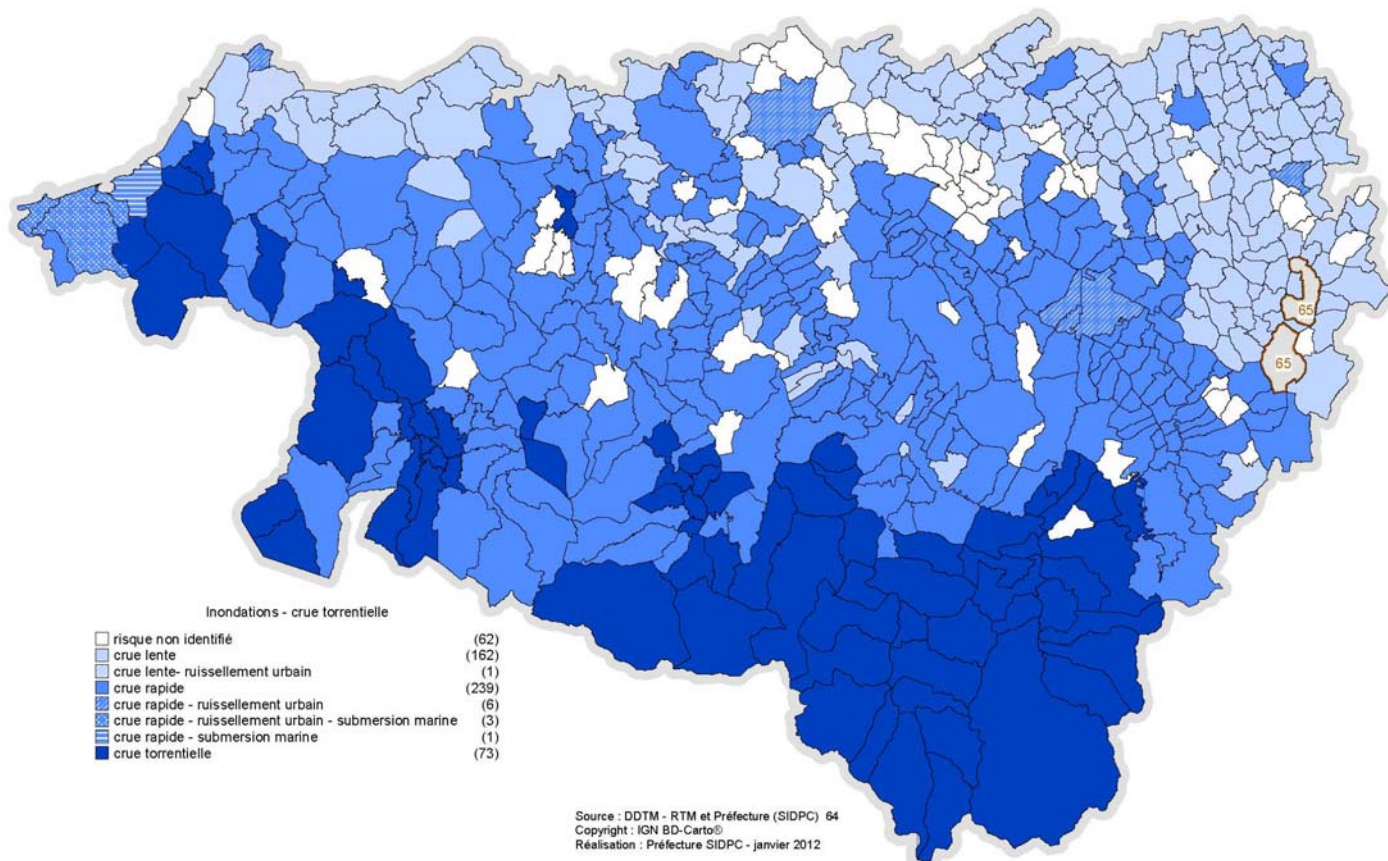 65
65
Inondations - crue torrentielle
risque non identifié (62)
crue lente (162)
crue lente- ruissellement urbain (1)
crue rapide (239)
crue rapide - ruissellement urbain (6)
crue rapide - ruissellement urbain - submersion marine (3)
crue rapide - submersion marine (1)
crue torrentielle (73)
Source : DDTM - RTM et Préfecture (SIDPC) 64
Copyright : IGN BD-Carto®
Réalisation : Préfecture SIDPC - janvier 2012